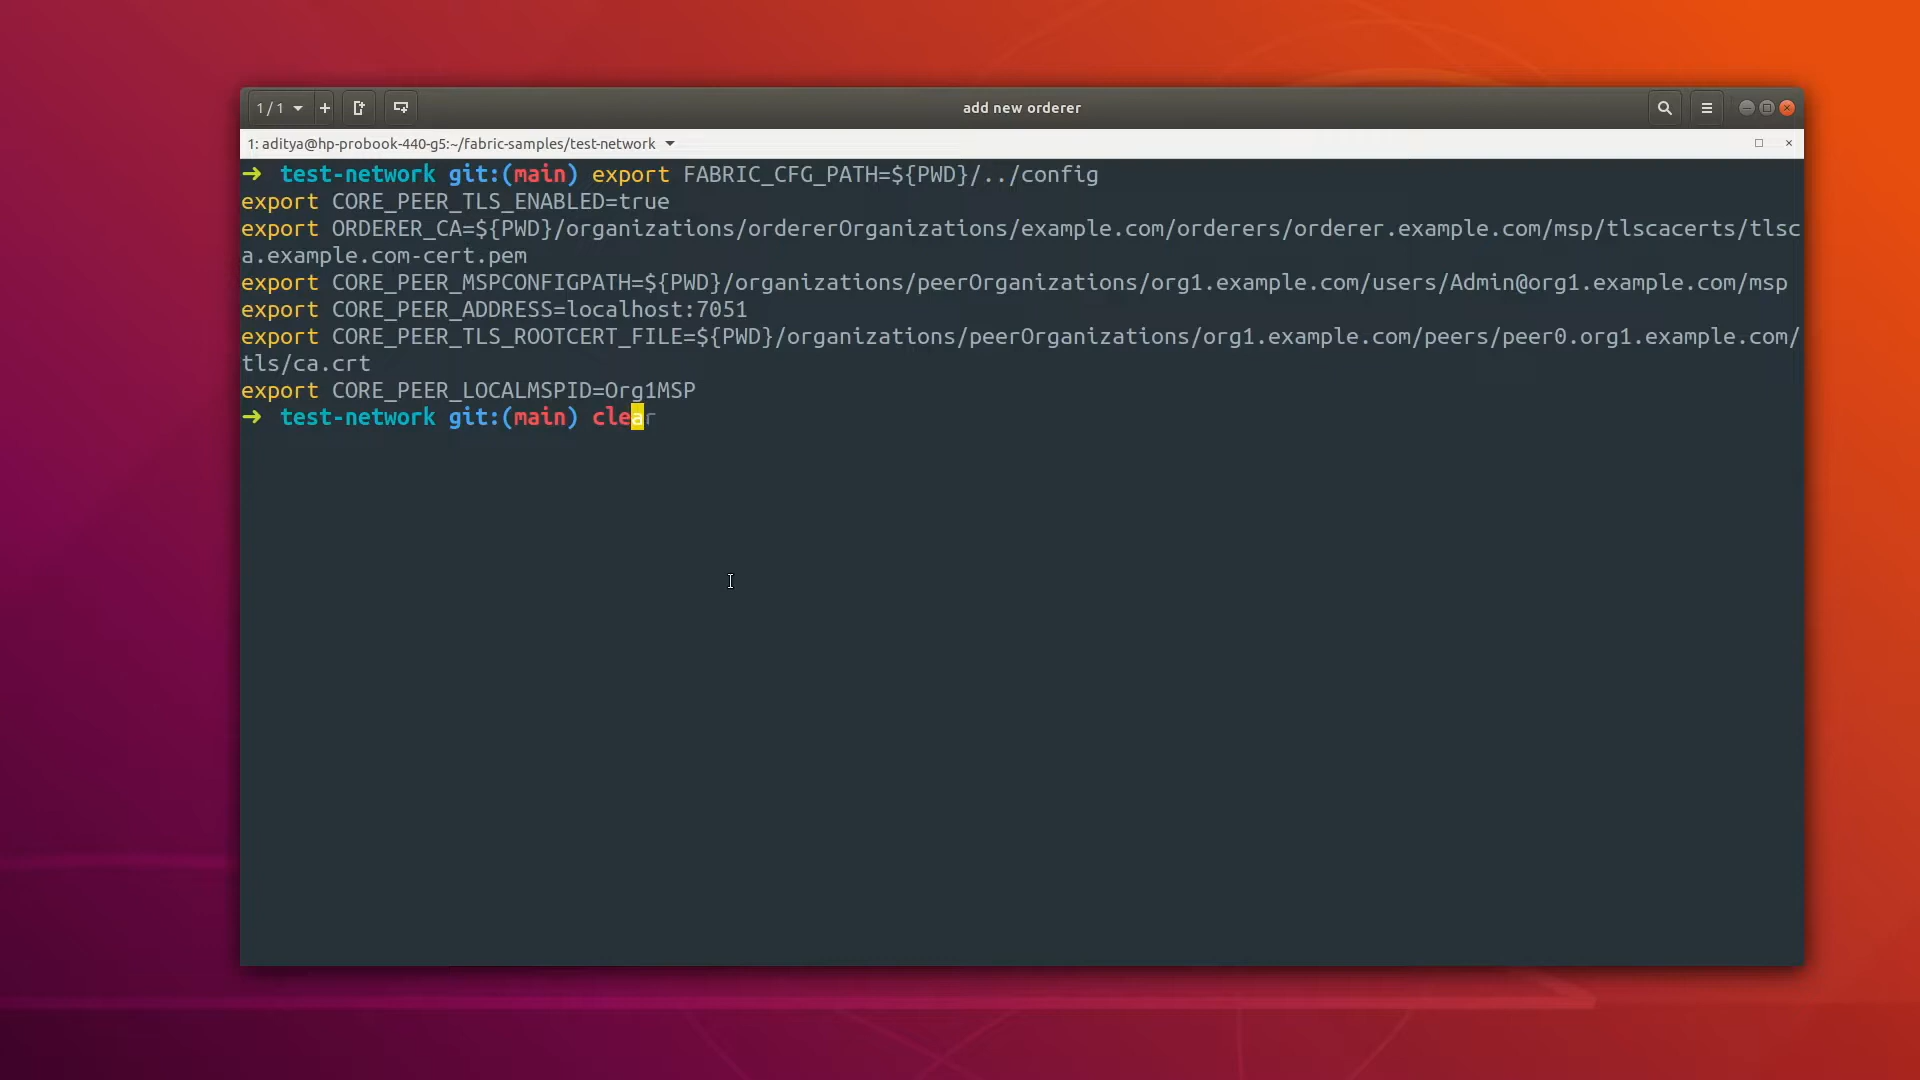 1 / 1
add new orderer
1: aditya@hp-probook-440-g5:~/fabric-samples/test-network
➜ test-network git:(main) export FABRIC_CFG_PATH=${PWD}/../config
export CORE_PEER_TLS_ENABLED=true
export ORDERER_CA=${PWD}/organizations/ordererOrganizations/example.com/orderers/orderer.example.com/msp/tlscacerts/tlsc
a.example.com-cert.pem
export CORE_PEER_MSPCONFIGPATH=${PWD}/organizations/peerOrganizations/org1.example.com/users/Admin@org1.example.com/msp
export CORE_PEER_ADDRESS=localhost:7051
export CORE_PEER_TLS_ROOTCERT_FILE=${PWD}/organizations/peerOrganizations/org1.example.com/peers/peer0.org1.example.com/
tls/ca.crt
export CORE_PEER_LOCALMSPID=Org1MSP
➜ test-network git:(main) clear